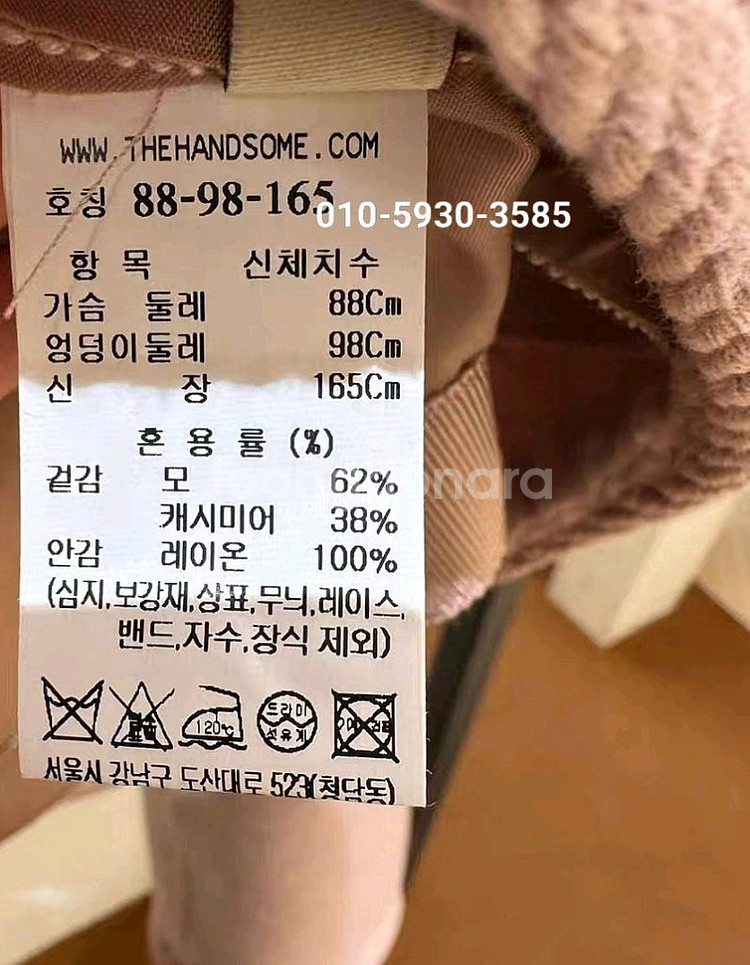 WWW.THEHANDSOME.COM
호칭 88-98-165
010-5930-3585
항 목 신체치수
가슴 둘레 88Cm
엉덩이둘레 98Cm
신 장 165Cm
혼 용 률 (%)
겉감 모 62%
캐시미어 38%
안감 레이온 100%
(심지,보강재,상표,무늬,레이스,
밴드,자수,장식 제외)
120℃ 드라이
석유계
서울시 강남구 도산대로 523(청담동)